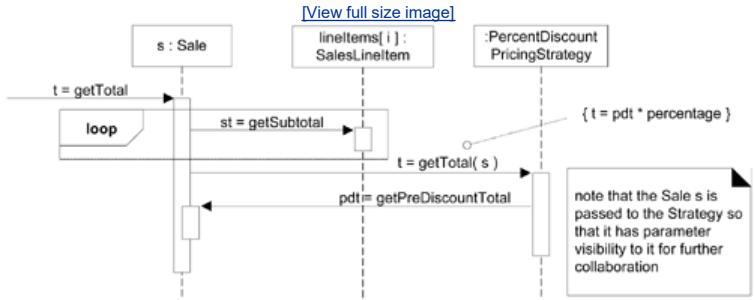 [View full size image]
s : Sale
lineItems[ i ] :
SalesLineItem
:PercentDiscount
PricingStrategy
t = getTotal
loop
st = getSubtotal
{ t = pdt * percentage }
t = getTotal( s )
pdt = getPreDiscountTotal
note that the Sale s is
passed to the Strategy so
that it has parameter
visibility to it for further
collaboration